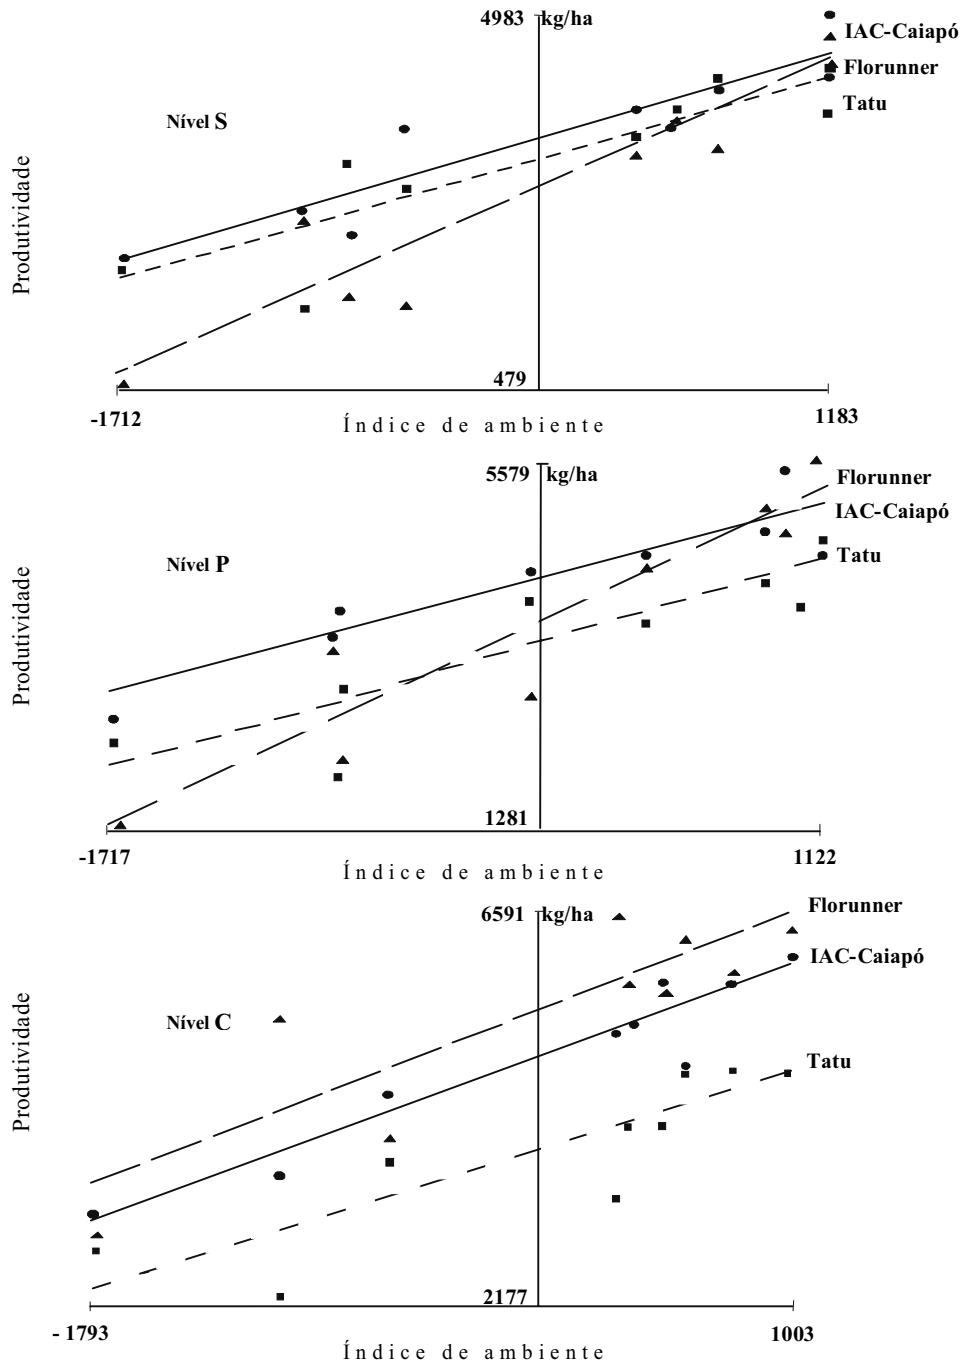 4983 kg/ha
IAC-Caiapó
Florunner
Tatu
Nível S
Produtividade
479
-1712
1183
Índice de ambiente
5579 kg/ha
Florunner
IAC-Caiapó
Tatu
Nível P
Produtividade
1281
-1717
1122
Índice de ambiente
6591 kg/ha
Florunner
IAC-Caiapó
Nível C
Tatu
Produtividade
2177
- 1793
1003
Índice de ambiente